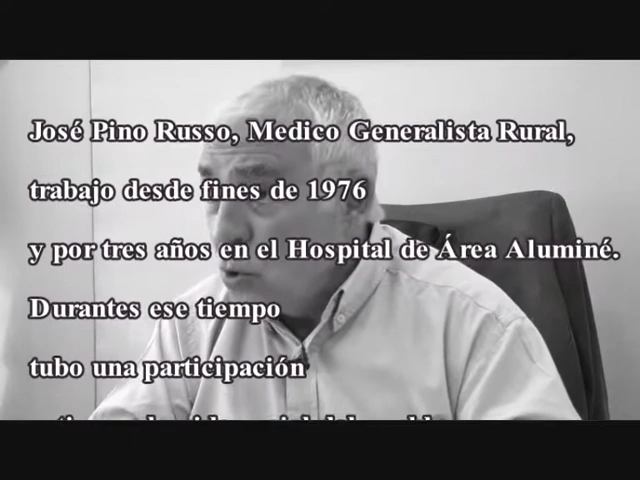 José Pino Russo, Medico Generalista Rural,
trabajo desde fines de 1976
y por tres años en el Hospital de Área Aluminé.
Durantes ese tiempo
tubo una participación